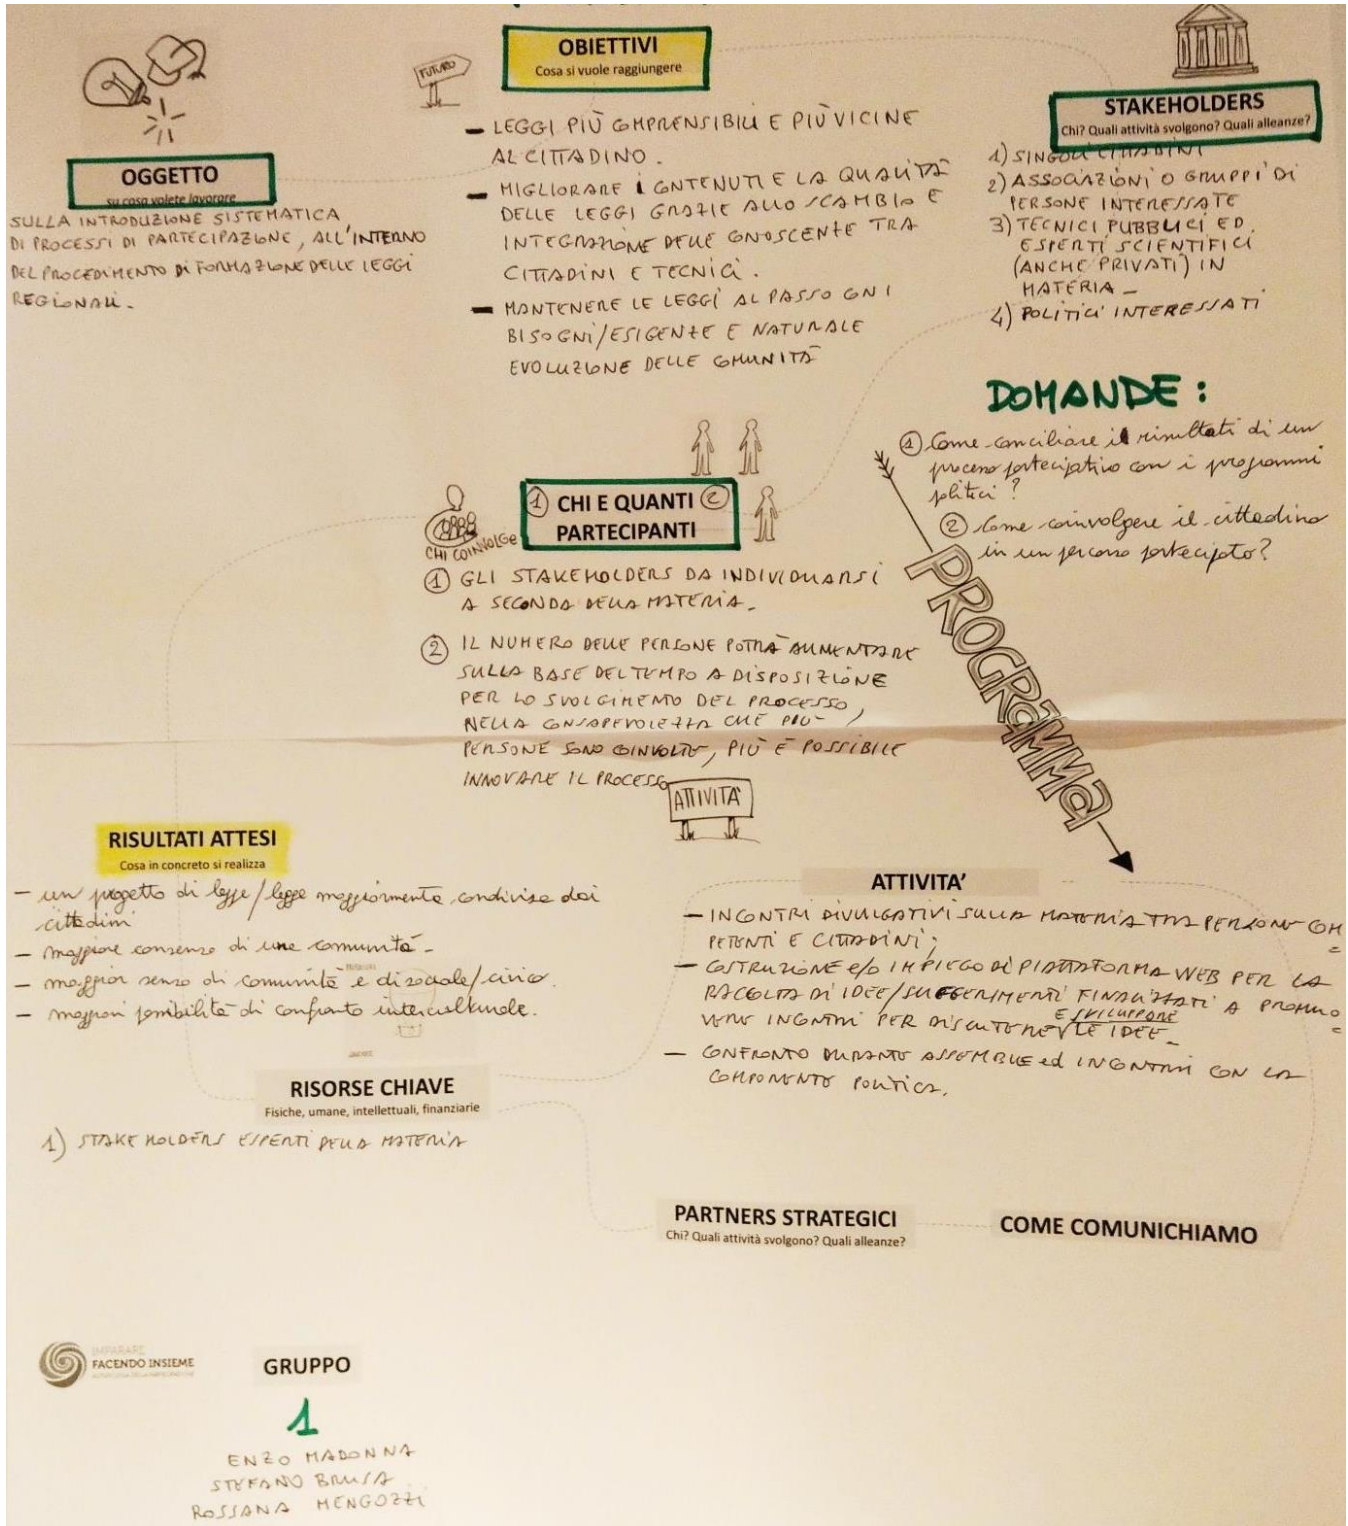 OGGETTO
su cosa volete lavorare
SULLA INTRODUZIONE SISTEMATICA
DI PROCESSI DI PARTECIPAZIONE, ALL'INTERNO
DEL PROCEDIMENTO DI FORMAZIONE DELLE LEGGI
REGIONALI.
FUTURO
OBIETTIVI
Cosa si vuole raggiungere
- LEGGI PIÙ COMPRENSIBILI E PIÙ VICINE
AL CITTADINO.
- MIGLIORARE I CONTENUTI E LA QUALITÀ
DELLE LEGGI GRAZIE ALLO SCAMBIO E
INTEGRAZIONE DELLE CONOSCENZE TRA
CITTADINI E TECNICI.
- MANTENERE LE LEGGI AL PASSO CON I
BISOGNI/ESIGENZE E NATURALE
EVOLUZIONE DELLE COMUNITÀ
STAKEHOLDERS
Chi? Quali attività svolgono? Quali alleanze?
1) SINGOLI CITTADINI
2) ASSOCIAZIONI O GRUPPI DI
PERSONE INTERESSATE
3) TECNICI PUBBLICI ED
ESPERTI SCIENTIFICI
(ANCHE PRIVATI) IN
MATERIA -
4) POLITICI INTERESSATI
DOMANDE:
① Come conciliare i risultati di un
processo partecipativo con i programmi
politici?
② Come coinvolgere il cittadino
in un percorso partecipato?
PROGRAMMA
CHI COINVOLGE
① CHI E QUANTI ②
PARTECIPANTI
① GLI STAKEHOLDERS DA INDIVIDUARSI
A SECONDA DELLA MATERIA.
② IL NUMERO DELLE PERSONE POTRÀ AUMENTARE
SULLA BASE DEL TEMPO A DISPOSIZIONE
PER LO SVOLGIMENTO DEL PROCESSO,
NELLA CONSAPEVOLEZZA CHE PIÙ
PERSONE SONO COINVOLTE, PIÙ È POSSIBILE
INNOVARE IL PROCESSO
ATTIVITÀ
RISULTATI ATTESI
Cosa in concreto si realizza
- un progetto di legge/legge maggiormente condivisa dai
cittadini
- maggiore consenso di una comunità -
- maggior senso di comunità e di sociale/civico.
- maggiori possibilità di confronto interculturale.
ATTIVITA'
- INCONTRI DIVULGATIVI SULLA MATERIA TRA PERSONE COM
PETENTI E CITTADINI;
- COSTRUZIONE e/o IMPIEGO DI PIATTAFORMA WEB PER LA
RACCOLTA DI IDEE/SUGGERIMENTI FINALIZZATI A PROMUO
VERE INCONTRI PER DISCUTERE E SVILUPPARE LE IDEE.
- CONFRONTO DURANTE ASSEMBLEE ed INCONTRI CON LA
COMPONENTE POLITICA.
RISORSE CHIAVE
Fisiche, umane, intellettuali, finanziarie
1) STAKE HOLDERS ESPERTI DELLA MATERIA
PARTNERS STRATEGICI
Chi? Quali attività svolgono? Quali alleanze?
COME COMUNICHIAMO
IMPARARE
FACENDO INSIEME
GRUPPO
1
ENZO MADONNA
STEFANO BRUSA
ROSSANA MENGOZZI